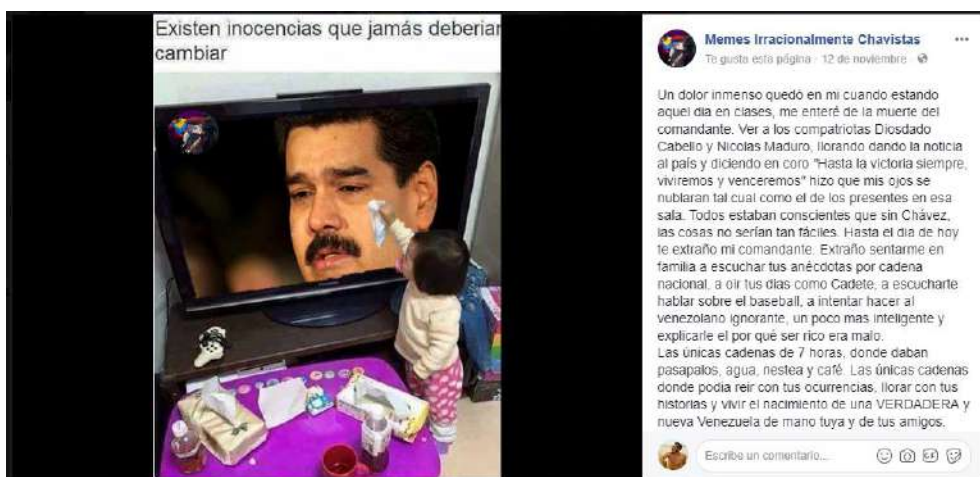 Existen inocencias que jamás deberian
cambiar
Memes Irracionalmente Chavistas
Te gusta esta página · 12 de noviembre ·
Un dolor inmenso quedó en mi cuando estando
aquel dia en clases, me enteré de la muerte del
comandante. Ver a los compatriotas Diosdado
Cabello y Nicolas Maduro, llorando dando la noticia
al país y diciendo en coro "Hasta la victoria siempre,
viviremos y venceremos" hizo que mis ojos se
nublaran tal cual como el de los presentes en esa
sala. Todos estaban conscientes que sin Chávez,
las cosas no serían tan fáciles. Hasta el dia de hoy
te extraño mi comandante. Extraño sentarme en
familia a escuchar tus anécdotas por cadena
nacional, a oir tus dias como Cadete, a escucharte
hablar sobre el baseball, a intentar hacer al
venezolano ignorante, un poco mas inteligente y
explicarle el por qué ser rico era malo.
Las únicas cadenas de 7 horas, donde daban
pasapalos, agua, nestea y café. Las únicas cadenas
donde podia reir con tus ocurrencias, llorar con tus
historias y vivir el nacimiento de una VERDADERA y
nueva Venezuela de mano tuya y de tus amigos.
Escribe un comentario...